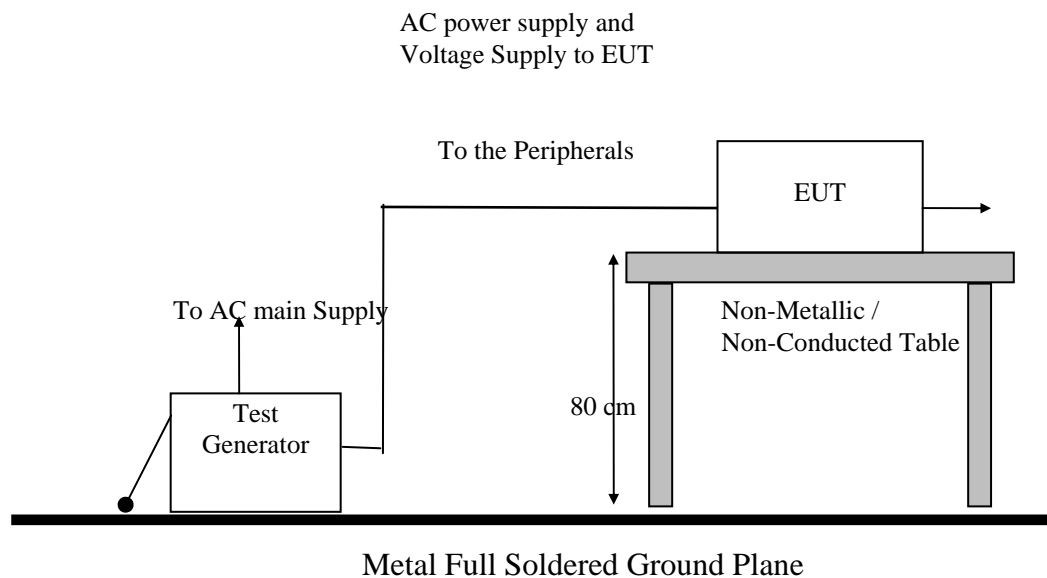 AC power supply and
Voltage Supply to EUT
To the Peripherals
EUT
To AC main Supply
Non-Metallic /
Non-Conducted Table
80 cm
Test
Generator
Metal Full Soldered Ground Plane